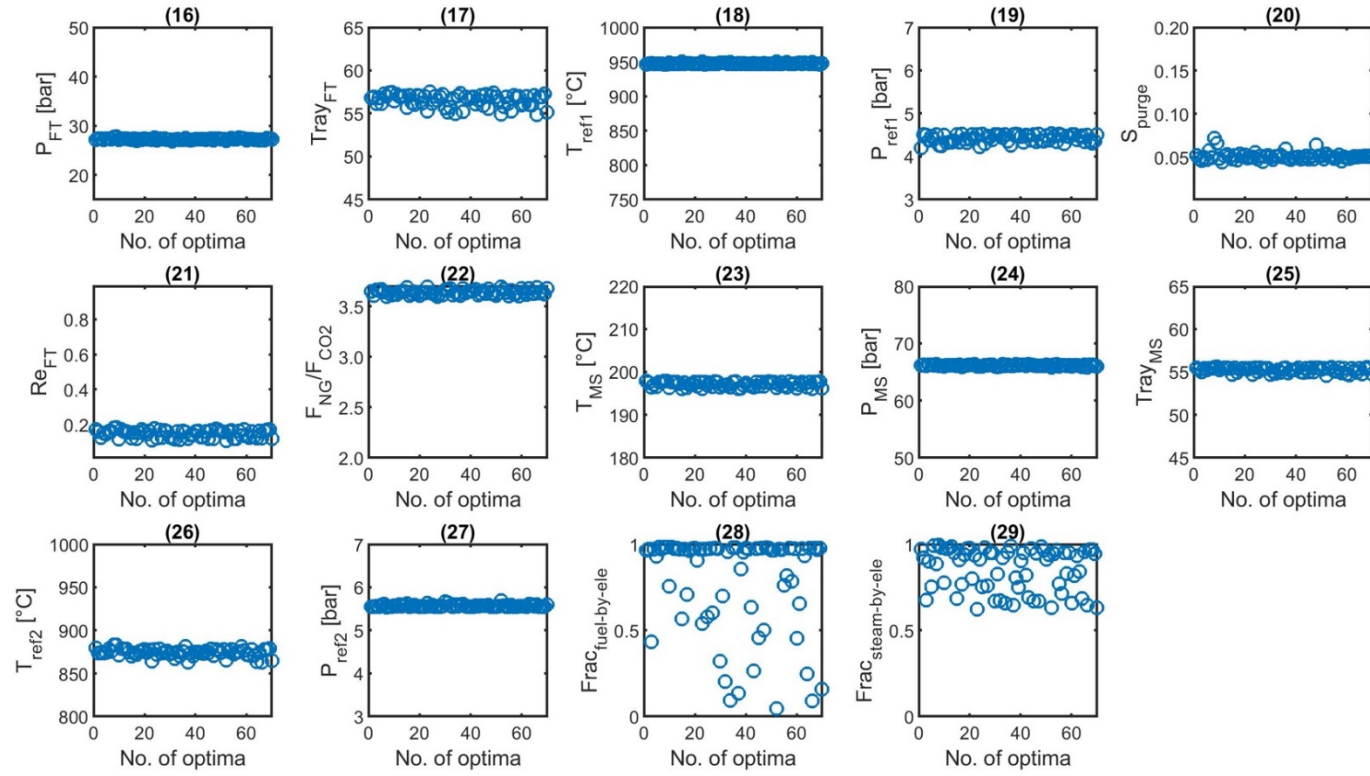 (16)
50
40
30
20
P_FT [bar]
0 20 40 60
No. of optima
(17)
65
60
55
50
45
Tray_FT
0 20 40 60
No. of optima
(18)
1000
950
900
850
800
750
T_ref1 [°C]
0 20 40 60
No. of optima
(19)
7
6
5
4
3
P_ref1 [bar]
0 20 40 60
No. of optima
(20)
0.20
0.15
0.10
0.05
S_purge
0 20 40 60
No. of optima
(21)
0.8
0.6
0.4
0.2
Re_FT
0 20 40 60
No. of optima
(22)
3.5
3.0
2.5
2.0
F_NG/F_CO2
0 20 40 60
No. of optima
(23)
220
210
200
190
180
T_MS [°C]
0 20 40 60
No. of optima
(24)
80
70
60
50
P_MS [bar]
0 20 40 60
No. of optima
(25)
65
60
55
50
45
Tray_MS
0 20 40 60
No. of optima
(26)
1000
950
900
850
800
T_ref2 [°C]
0 20 40 60
No. of optima
(27)
7
6
5
4
3
P_ref2 [bar]
0 20 40 60
No. of optima
(28)
1
0.5
0
Frac_fuel-by-ele
0 20 40 60
No. of optima
(29)
1
0.5
0
Frac_steam-by-ele
0 20 40 60
No. of optima